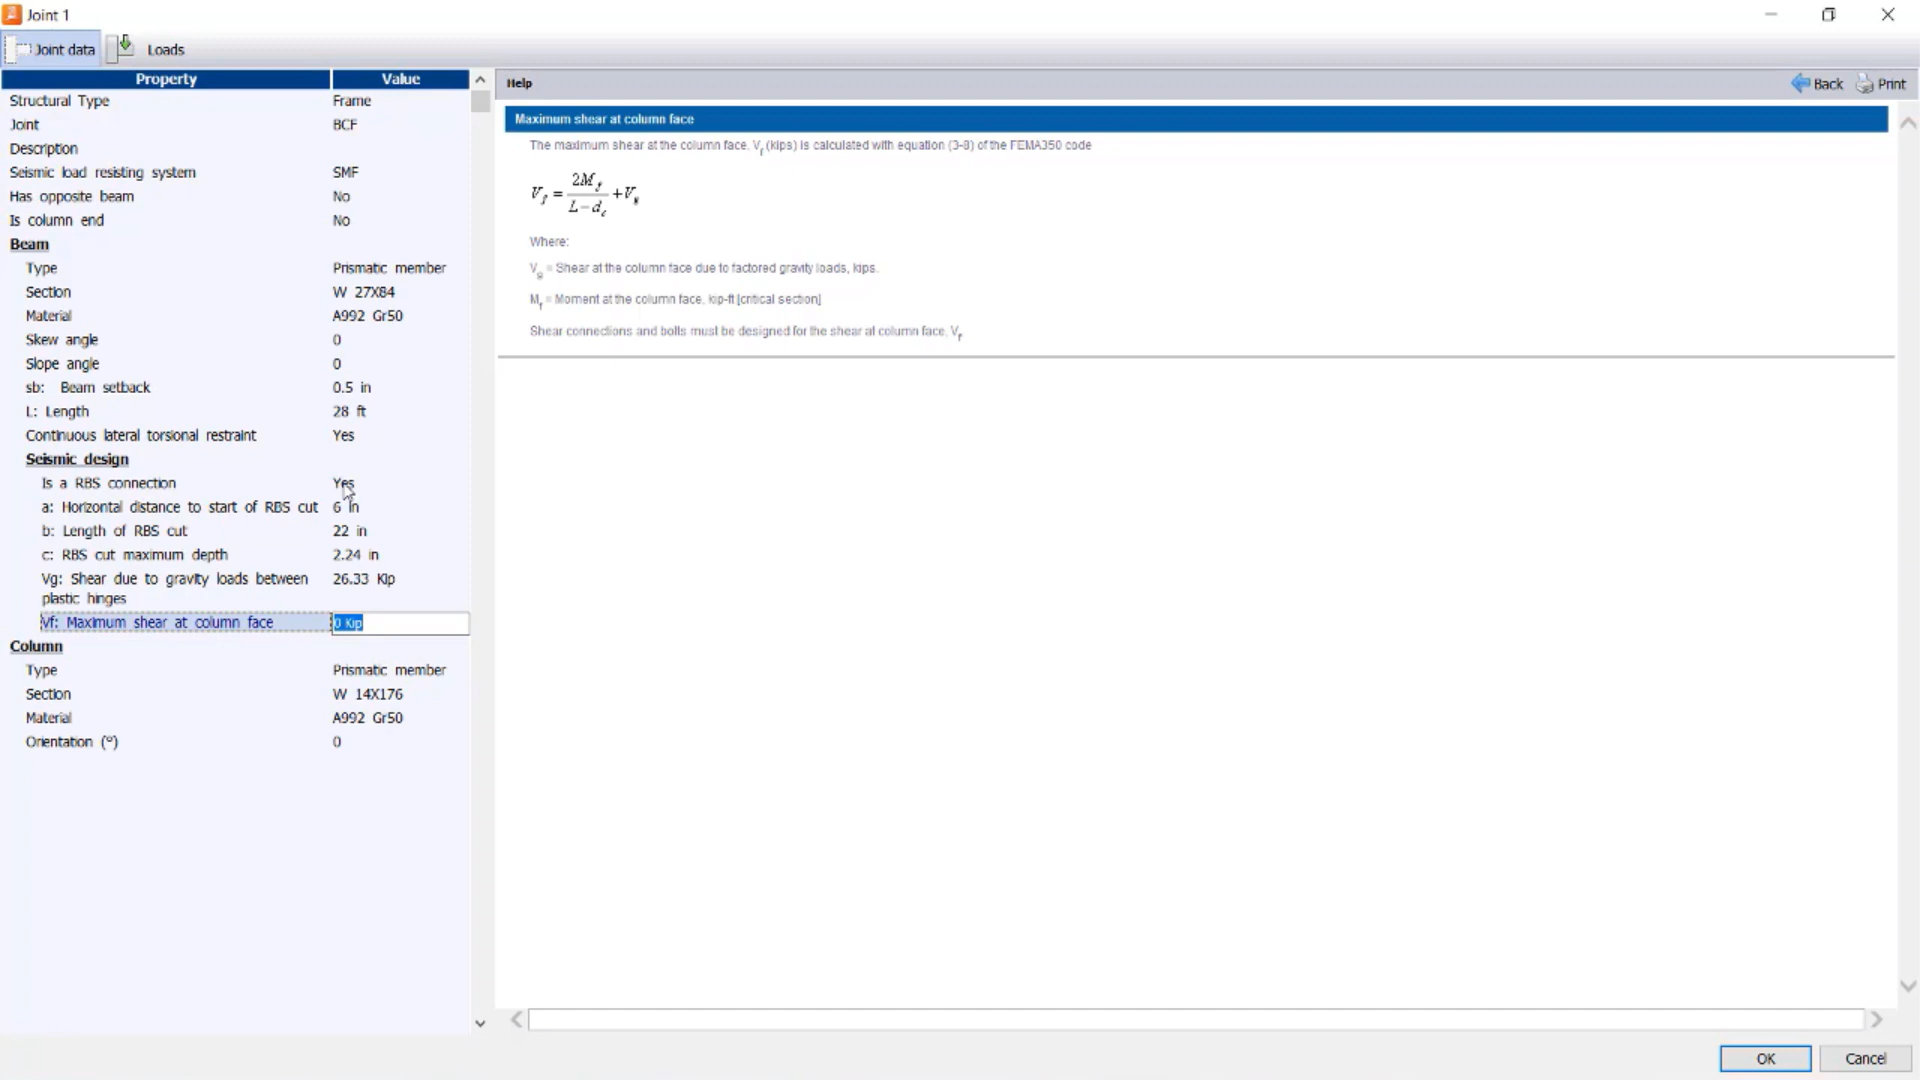 Joint 1
Joint data Loads
Property Value
Structural Type Frame
Joint BCF
Description
Seismic load resisting system SMF
Has opposite beam No
Is column end No
Beam
Type Prismatic member
Section W 27X84
Material A992 Gr50
Skew angle 0
Slope angle 0
sb: Beam setback 0.5 in
L: Length 28 ft
Continuous lateral torsional restraint Yes
Seismic design
Is a RBS connection Yes
a: Horizontal distance to start of RBS cut 6 in
b: Length of RBS cut 22 in
c: RBS cut maximum depth 2.24 in
Vg: Shear due to gravity loads between 26.33 Kip
plastic hinges
Vf: Maximum shear at column face 0 Kip
Column
Type Prismatic member
Section W 14X176
Material A992 Gr50
Orientation (°) 0
Help Back Print
Maximum shear at column face
The maximum shear at the column face. V_f (kips) is calculated with equation (3-8) of the FEMA350 code
V_f = 2M_f / (L-d_c) + V_g
Where:
V_g = Shear at the column face due to factored gravity loads, kips.
M_f = Moment at the column face, kip-ft [critical section]
Shear connections and bolts must be designed for the shear at column face, V_f
OK Cancel